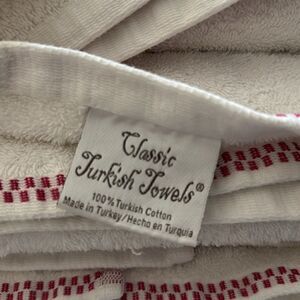 Classic
Turkish Towels®
100% Turkish Cotton
Made in Turkey/Hecho en Turquia